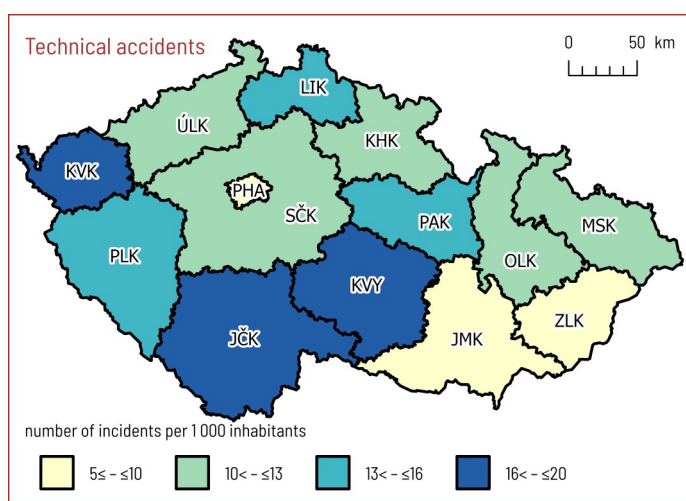 Technical accidents
0 50 km
LIK
ÚLK
KHK
KVK
PHA
SČK
PAK
MSK
PLK
OLK
KVY
ZLK
JČK
JMK
number of incidents per 1 000 inhabitants
5≤ – ≤10 10< – ≤13 13< – ≤16 16< – ≤20